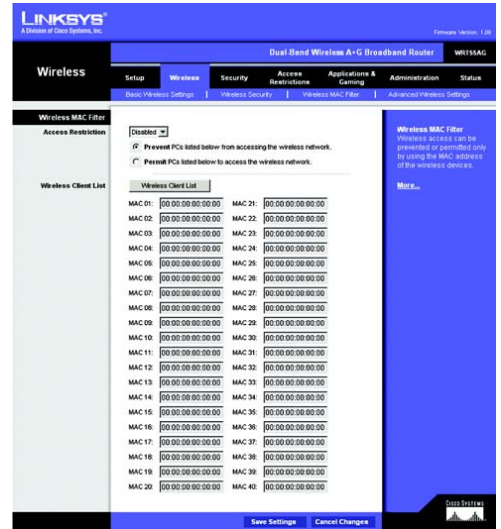 LINKSYS®
A Division of Cisco Systems, Inc.
Firmware Version: 1.00
Dual-Band Wireless A+G Broadband Router WRT55AG
Wireless
Setup Wireless Security Access Restrictions Applications & Gaming Administration Status
Basic Wireless Settings | Wireless Security | Wireless MAC Filter | Advanced Wireless Settings
Wireless MAC Filter
Access Restriction
Disabled
Prevent PCs listed below from accessing the wireless network.
Permit PCs listed below to access the wireless network.
Wireless Client List
Wireless Client List
MAC 01: 00:00:00:00:00:00 MAC 21: 00:00:00:00:00:00
MAC 02: 00:00:00:00:00:00 MAC 22: 00:00:00:00:00:00
MAC 03: 00:00:00:00:00:00 MAC 23: 00:00:00:00:00:00
MAC 04: 00:00:00:00:00:00 MAC 24: 00:00:00:00:00:00
MAC 05: 00:00:00:00:00:00 MAC 25: 00:00:00:00:00:00
MAC 06: 00:00:00:00:00:00 MAC 26: 00:00:00:00:00:00
MAC 07: 00:00:00:00:00:00 MAC 27: 00:00:00:00:00:00
MAC 08: 00:00:00:00:00:00 MAC 28: 00:00:00:00:00:00
MAC 09: 00:00:00:00:00:00 MAC 29: 00:00:00:00:00:00
MAC 10: 00:00:00:00:00:00 MAC 30: 00:00:00:00:00:00
MAC 11: 00:00:00:00:00:00 MAC 31: 00:00:00:00:00:00
MAC 12: 00:00:00:00:00:00 MAC 32: 00:00:00:00:00:00
MAC 13: 00:00:00:00:00:00 MAC 33: 00:00:00:00:00:00
MAC 14: 00:00:00:00:00:00 MAC 34: 00:00:00:00:00:00
MAC 15: 00:00:00:00:00:00 MAC 35: 00:00:00:00:00:00
MAC 16: 00:00:00:00:00:00 MAC 36: 00:00:00:00:00:00
MAC 17: 00:00:00:00:00:00 MAC 37: 00:00:00:00:00:00
MAC 18: 00:00:00:00:00:00 MAC 38: 00:00:00:00:00:00
MAC 19: 00:00:00:00:00:00 MAC 39: 00:00:00:00:00:00
MAC 20: 00:00:00:00:00:00 MAC 40: 00:00:00:00:00:00
Wireless MAC Filter
Wireless access can be
prevented or permitted only
by using the MAC address
of the wireless devices.
More...
Save Settings Cancel Changes
CISCO SYSTEMS